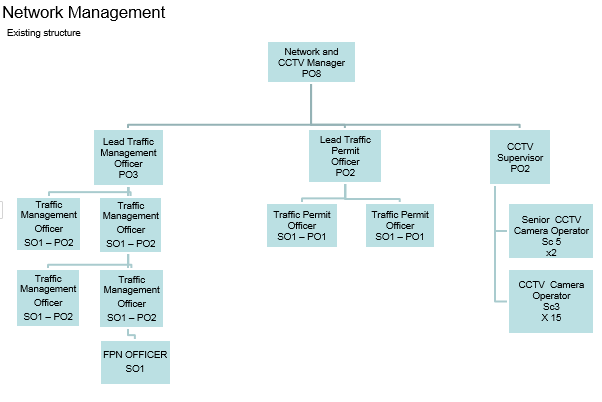 Network Management
Existing structure
Network and
CCTV Manager
PO8
Lead Traffic
Management
Officer
PO3
Lead Traffic
Permit
Officer
PO2
CCTV
Supervisor
PO2
Traffic
Management
Officer
SO1 – PO2
Traffic
Management
Officer
SO1 – PO2
Traffic Permit
Officer
SO1 – PO1
Traffic Permit
Officer
SO1 – PO1
Senior CCTV
Camera Operator
Sc 5
x2
Traffic
Management
Officer
SO1 – PO2
Traffic
Management
Officer
SO1 – PO2
CCTV Camera
Operator
Sc3
X 15
FPN OFFICER
SO1